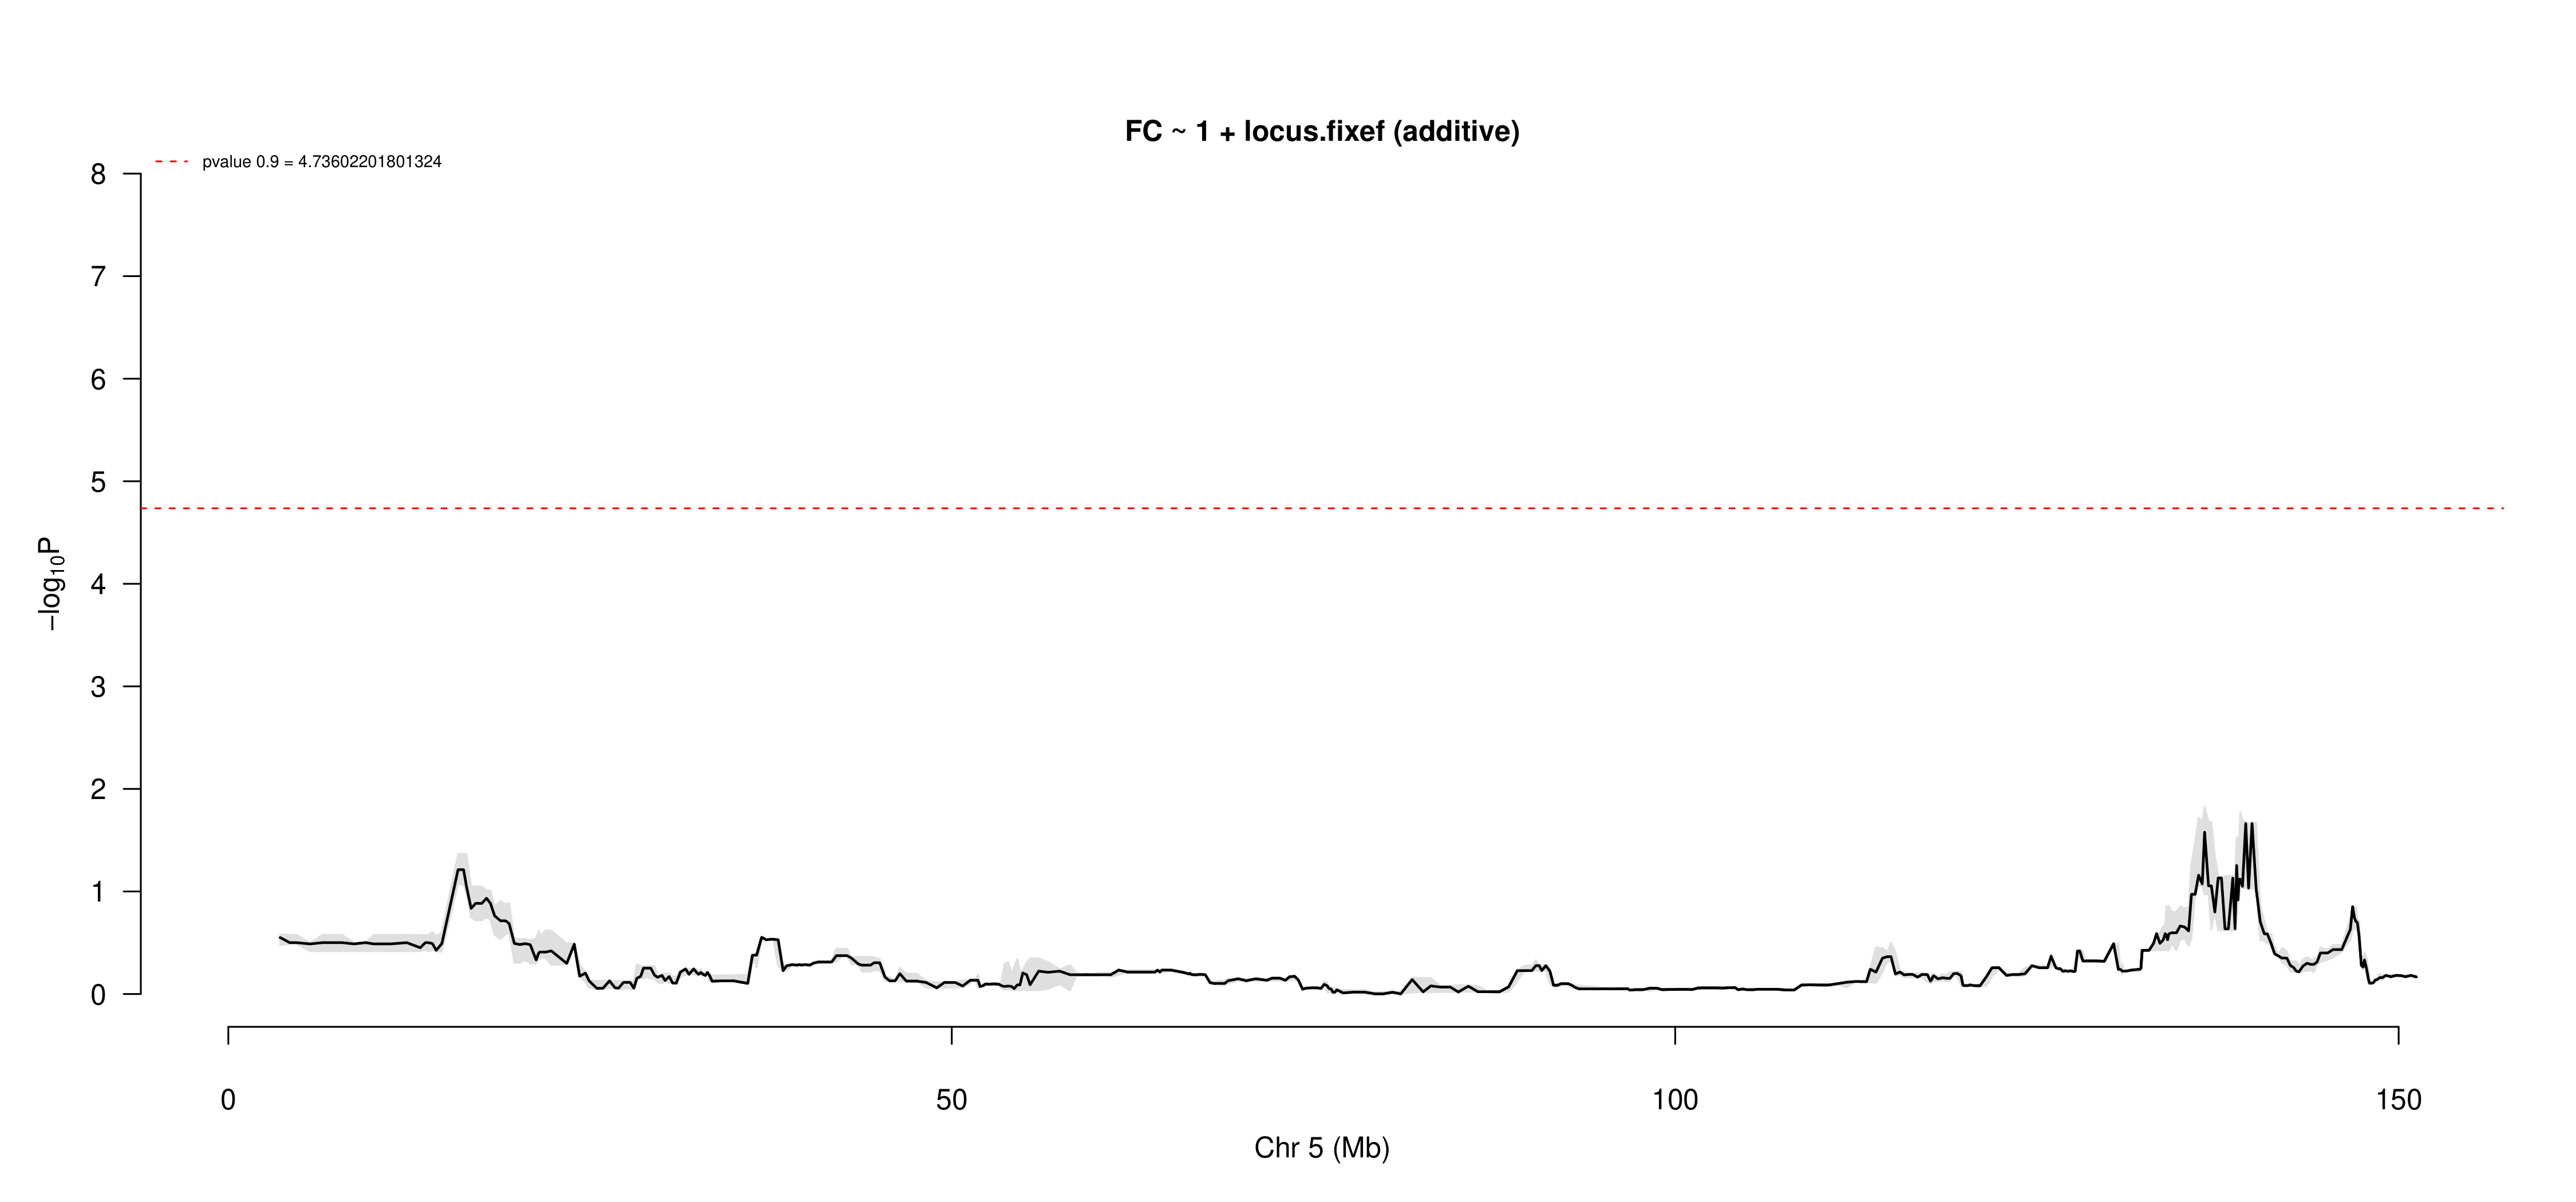 FC ~ 1 + locus.fixef (additive)
pvalue 0.9 = 4.73602201801324
8
7
6
5
4
3
2
1
0
−log10P
0 50 100 150
Chr 5 (Mb)